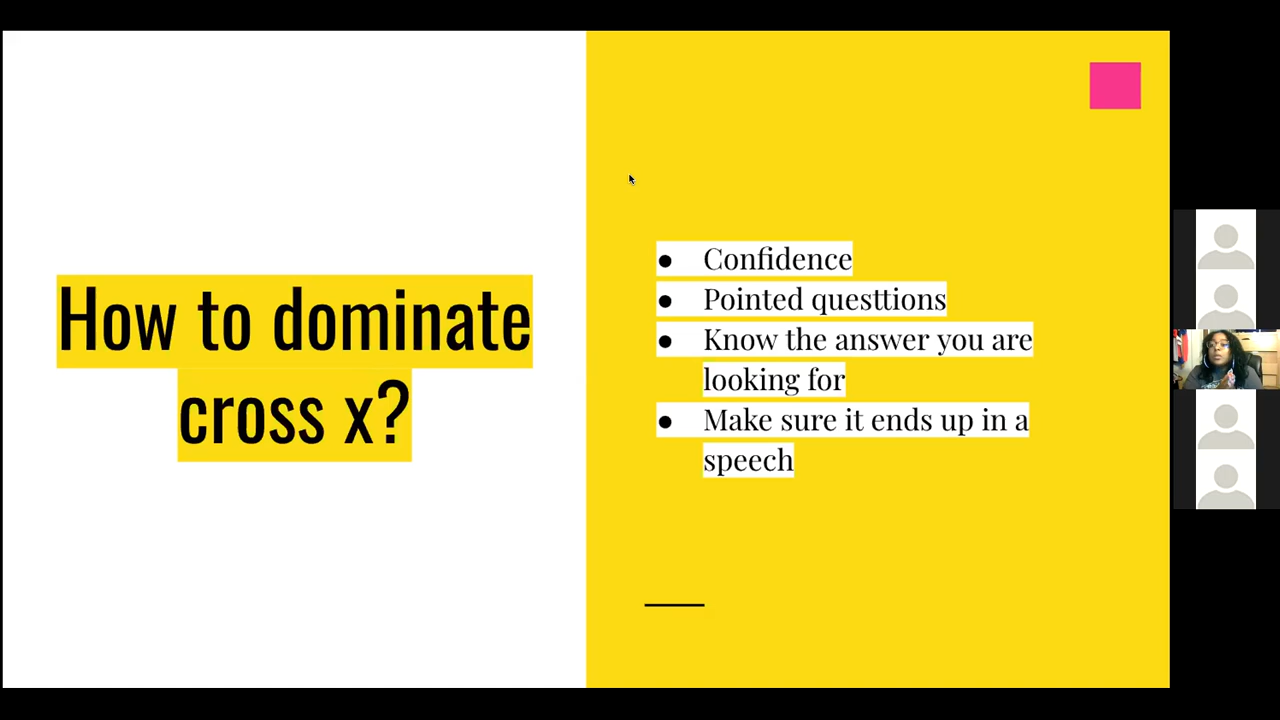 How to dominate
cross x?
● Confidence
● Pointed questtions
● Know the answer you are
looking for
● Make sure it ends up in a
speech